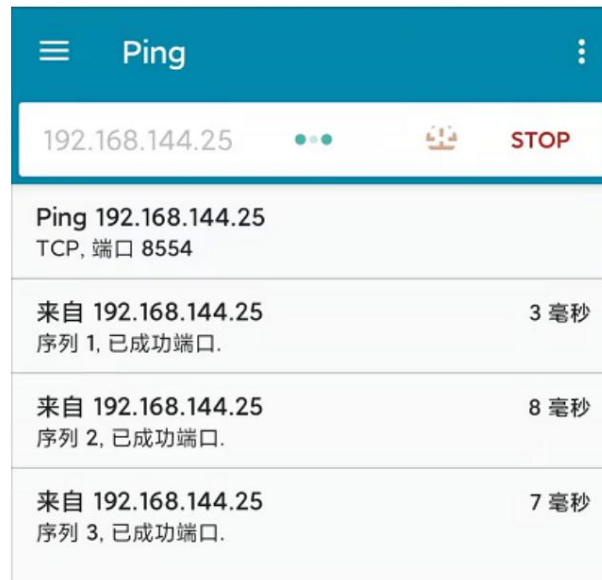 Ping
192.168.144.25 STOP
Ping 192.168.144.25
TCP, 端口 8554
来自 192.168.144.25 3 毫秒
序列 1, 已成功端口.
来自 192.168.144.25 8 毫秒
序列 2, 已成功端口.
来自 192.168.144.25 7 毫秒
序列 3, 已成功端口.